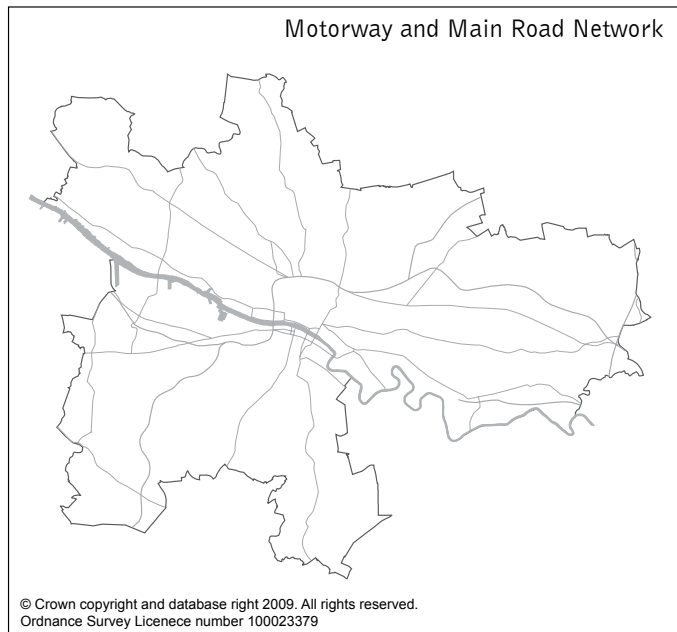 Motorway and Main Road Network
© Crown copyright and database right 2009. All rights reserved.
Ordnance Survey Licenece number 100023379